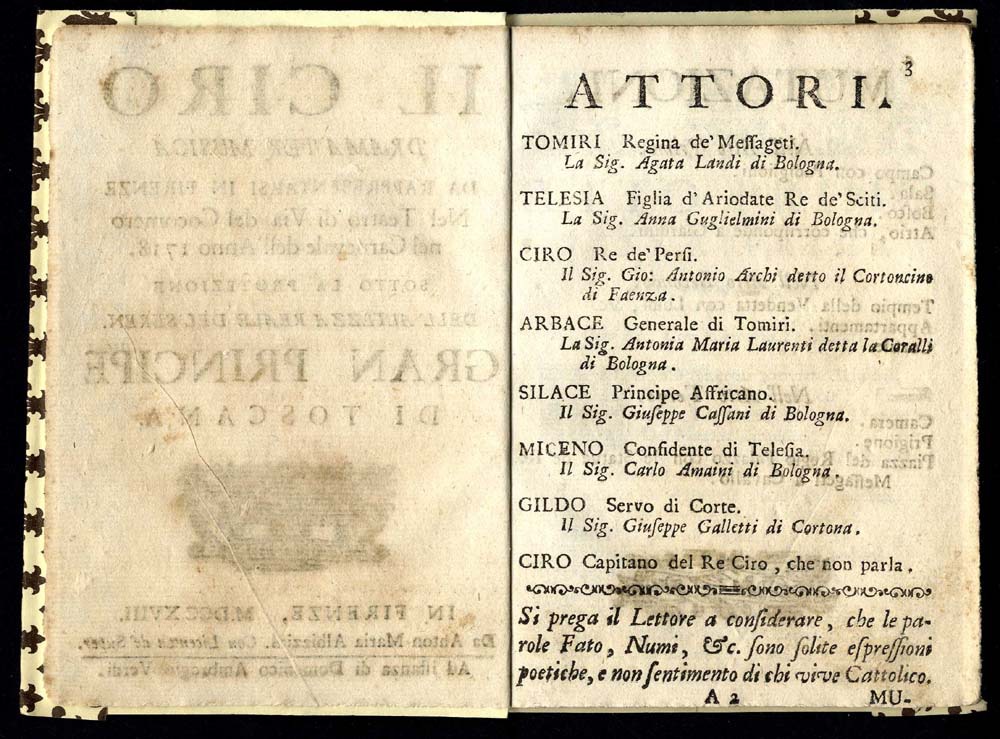 3
ATTORI.
TOMIRI Regina de' Meſſageti.
La Sig. Agata Landi di Bologna.
TELESIA Figlia d' Ariodate Re de' Sciti.
La Sig. Anna Guglielmini di Bologna.
CIRO Re de' Perſi.
Il Sig. Gio: Antonio Archi detto il Cortoncino
di Faenza.
ARBACE Generale di Tomiri.
La Sig. Antonia Maria Laurenti detta la Coralli
di Bologna.
SILACE Principe Affricano.
Il Sig. Giuſeppe Caſſani di Bologna.
MICENO Confidente di Teleſia.
Il Sig. Carlo Amaini di Bologna.
GILDO Servo di Corte.
Il Sig. Giuſeppe Galletti di Cortona.
CIRO Capitano del Re Ciro, che non parla.
Si prega il Lettore a conſiderare, che le pa-
role Fato, Numi, &c. ſono ſolite eſpreſſioni
poetiche, e non ſentimento di chi vive Cattolico.
A 2 MU-